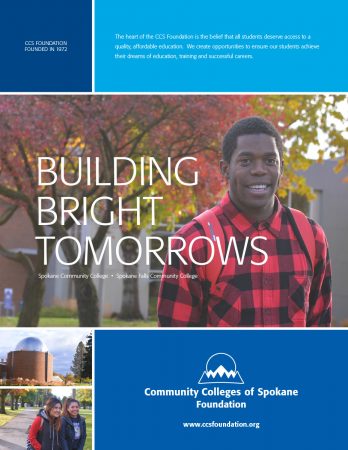 CCS FOUNDATION
FOUNDED IN 1972
The heart of the CCS Foundation is the belief that all students deserve access to a
quality, affordable education.  We create opportunities to ensure our students achieve
their dreams of education, training and successful careers.
BUILDING
BRIGHT
TOMORROWS
Spokane Community College • Spokane Falls Community College
Community Colleges of Spokane
Foundation
www.ccsfoundation.org